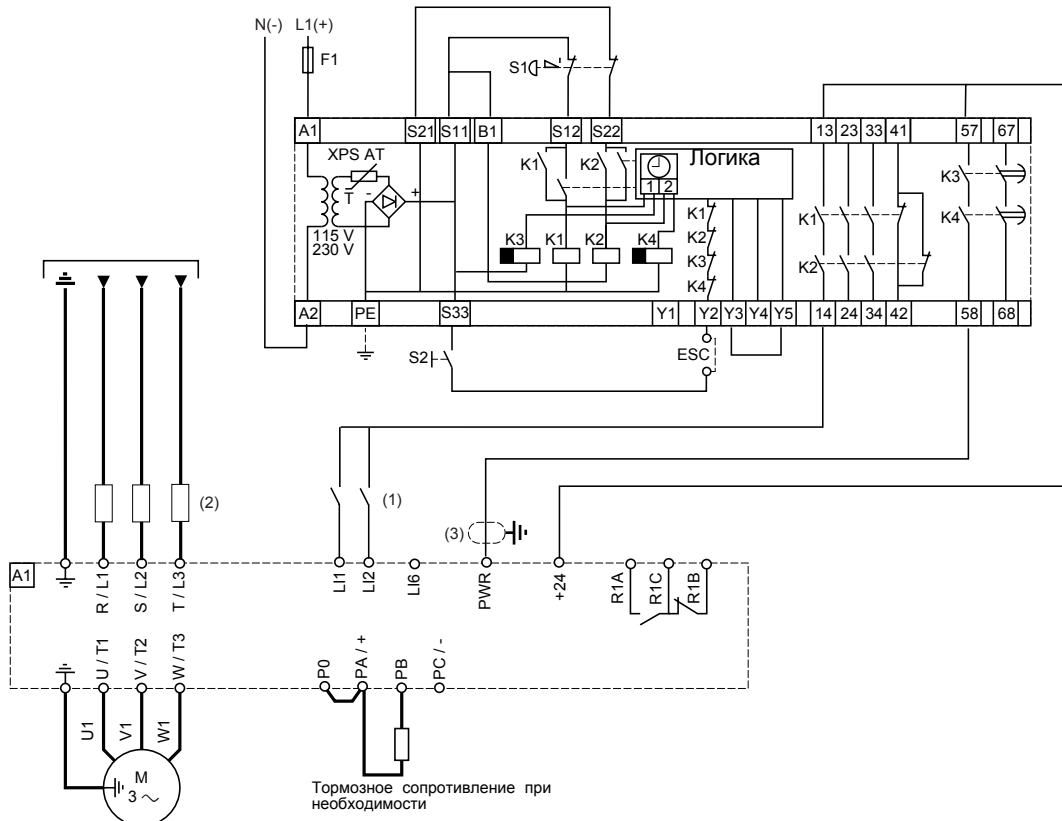 N(-) L1(+)
F1
S1
A1 S21 S11 B1 S12 S22 13 23 33 41 57 67
XPS AT
K1 K2 Логика
T - +
1 2
K3
115 V
230 V
K3 K1 K2 K4
K1
K2
K3
K4
K1
K2
K4
A2 PE S33 Y1 Y2 Y3 Y4 Y5 14 24 34 42 58 68
S2
ESC
(1)
(2)
(3)
A1
R / L1
S / L2
T / L3
LI1
LI2
LI6
PWR
+24
R1A
R1C
R1B
U / T1
V / T2
W / T3
P0
PA / +
PB
PC / -
U1
V1
W1
M
3 ~
Тормозное сопротивление при
необходимости